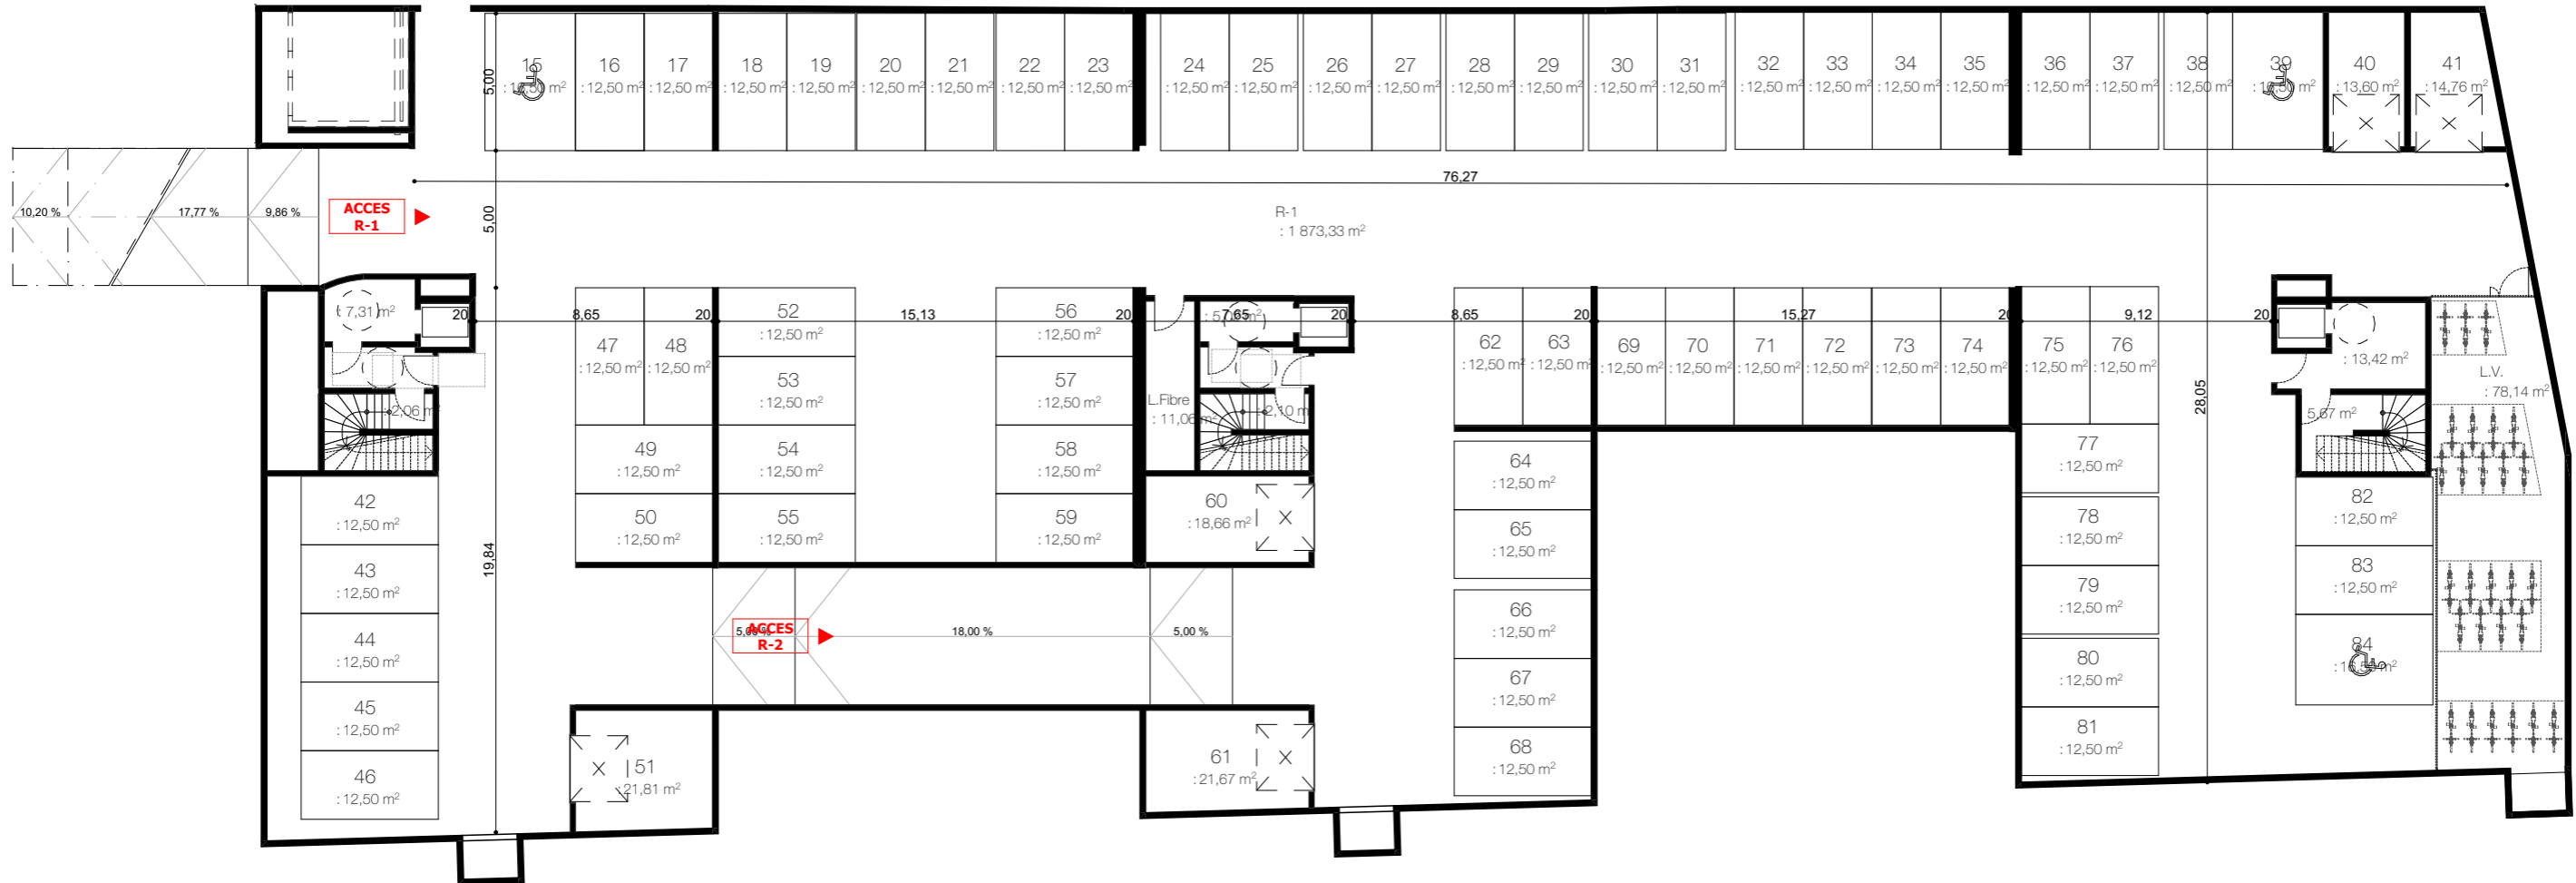 15
16
: 12,50 m²
17
: 12,50 m²
18
: 12,50 m²
19
: 12,50 m²
20
: 12,50 m²
21
: 12,50 m²
22
: 12,50 m²
23
: 12,50 m²
24
: 12,50 m²
25
: 12,50 m²
26
: 12,50 m²
27
: 12,50 m²
28
: 12,50 m²
29
: 12,50 m²
30
: 12,50 m²
31
: 12,50 m²
32
: 12,50 m²
33
: 12,50 m²
34
: 12,50 m²
35
: 12,50 m²
36
: 12,50 m²
37
: 12,50 m²
38
: 12,50 m²
39
40
: 13,60 m²
41
: 14,76 m²
5,00
76,27
10,20 %
17,77 %
9,86 %
ACCES
R-1
5,00
R-1
: 1 873,33 m²
: 7,31 m²
20
8,65
20
15,13
20
7,65
20
8,65
20
15,27
20
9,12
20
47
: 12,50 m²
48
: 12,50 m²
49
: 12,50 m²
50
: 12,50 m²
52
: 12,50 m²
53
: 12,50 m²
54
: 12,50 m²
55
: 12,50 m²
56
: 12,50 m²
57
: 12,50 m²
58
: 12,50 m²
59
: 12,50 m²
L.Fibre
: 11,06 m²
: 2,06 m²
: 2,10 m
60
: 18,66 m²
62
: 12,50 m²
63
: 12,50 m²
69
: 12,50 m²
70
: 12,50 m²
71
: 12,50 m²
72
: 12,50 m²
73
: 12,50 m²
74
: 12,50 m²
75
: 12,50 m²
76
: 12,50 m²
77
: 12,50 m²
78
: 12,50 m²
79
: 12,50 m²
80
: 12,50 m²
81
: 12,50 m²
28,05
: 13,42 m²
5,67 m²
L.V.
: 78,14 m²
64
: 12,50 m²
65
: 12,50 m²
66
: 12,50 m²
67
: 12,50 m²
68
: 12,50 m²
82
: 12,50 m²
83
: 12,50 m²
84
42
: 12,50 m²
43
: 12,50 m²
44
: 12,50 m²
45
: 12,50 m²
46
: 12,50 m²
19,84
5,00 %
ACCES
R-2
18,00 %
5,00 %
51
: 21,81 m²
61
: 21,67 m²